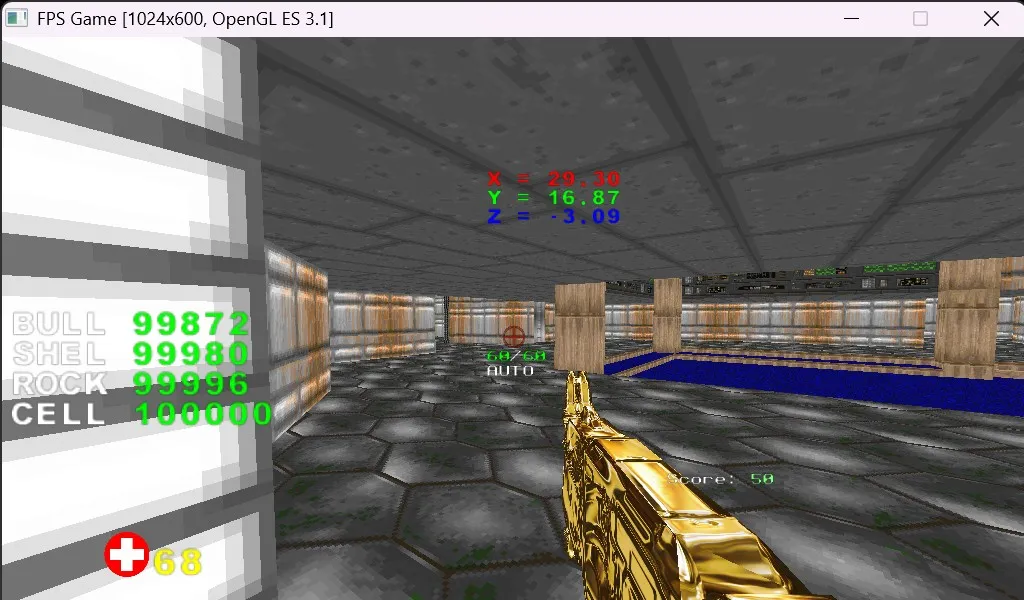 FPS Game [1024x600, OpenGL ES 3.1]
X = 29.30
Y = 16.87
Z = -3.09
BULL 99872
SHEL 99980
ROCK 99996
CELL 100000
60/60
AUTO
Score: 50
68